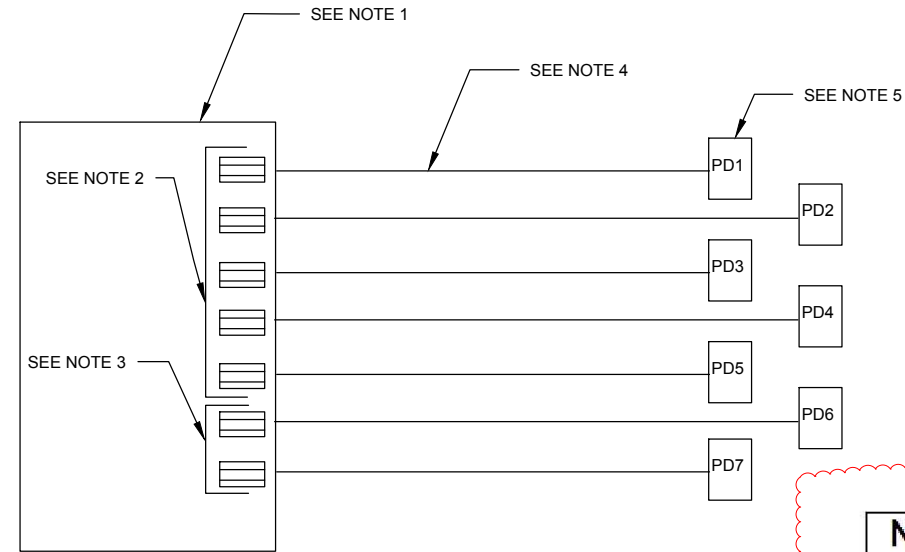 SEE NOTE 1
SEE NOTE 4
SEE NOTE 5
PD1
SEE NOTE 2
PD2
PD3
PD4
SEE NOTE 3
PD5
PD6
PD7
N